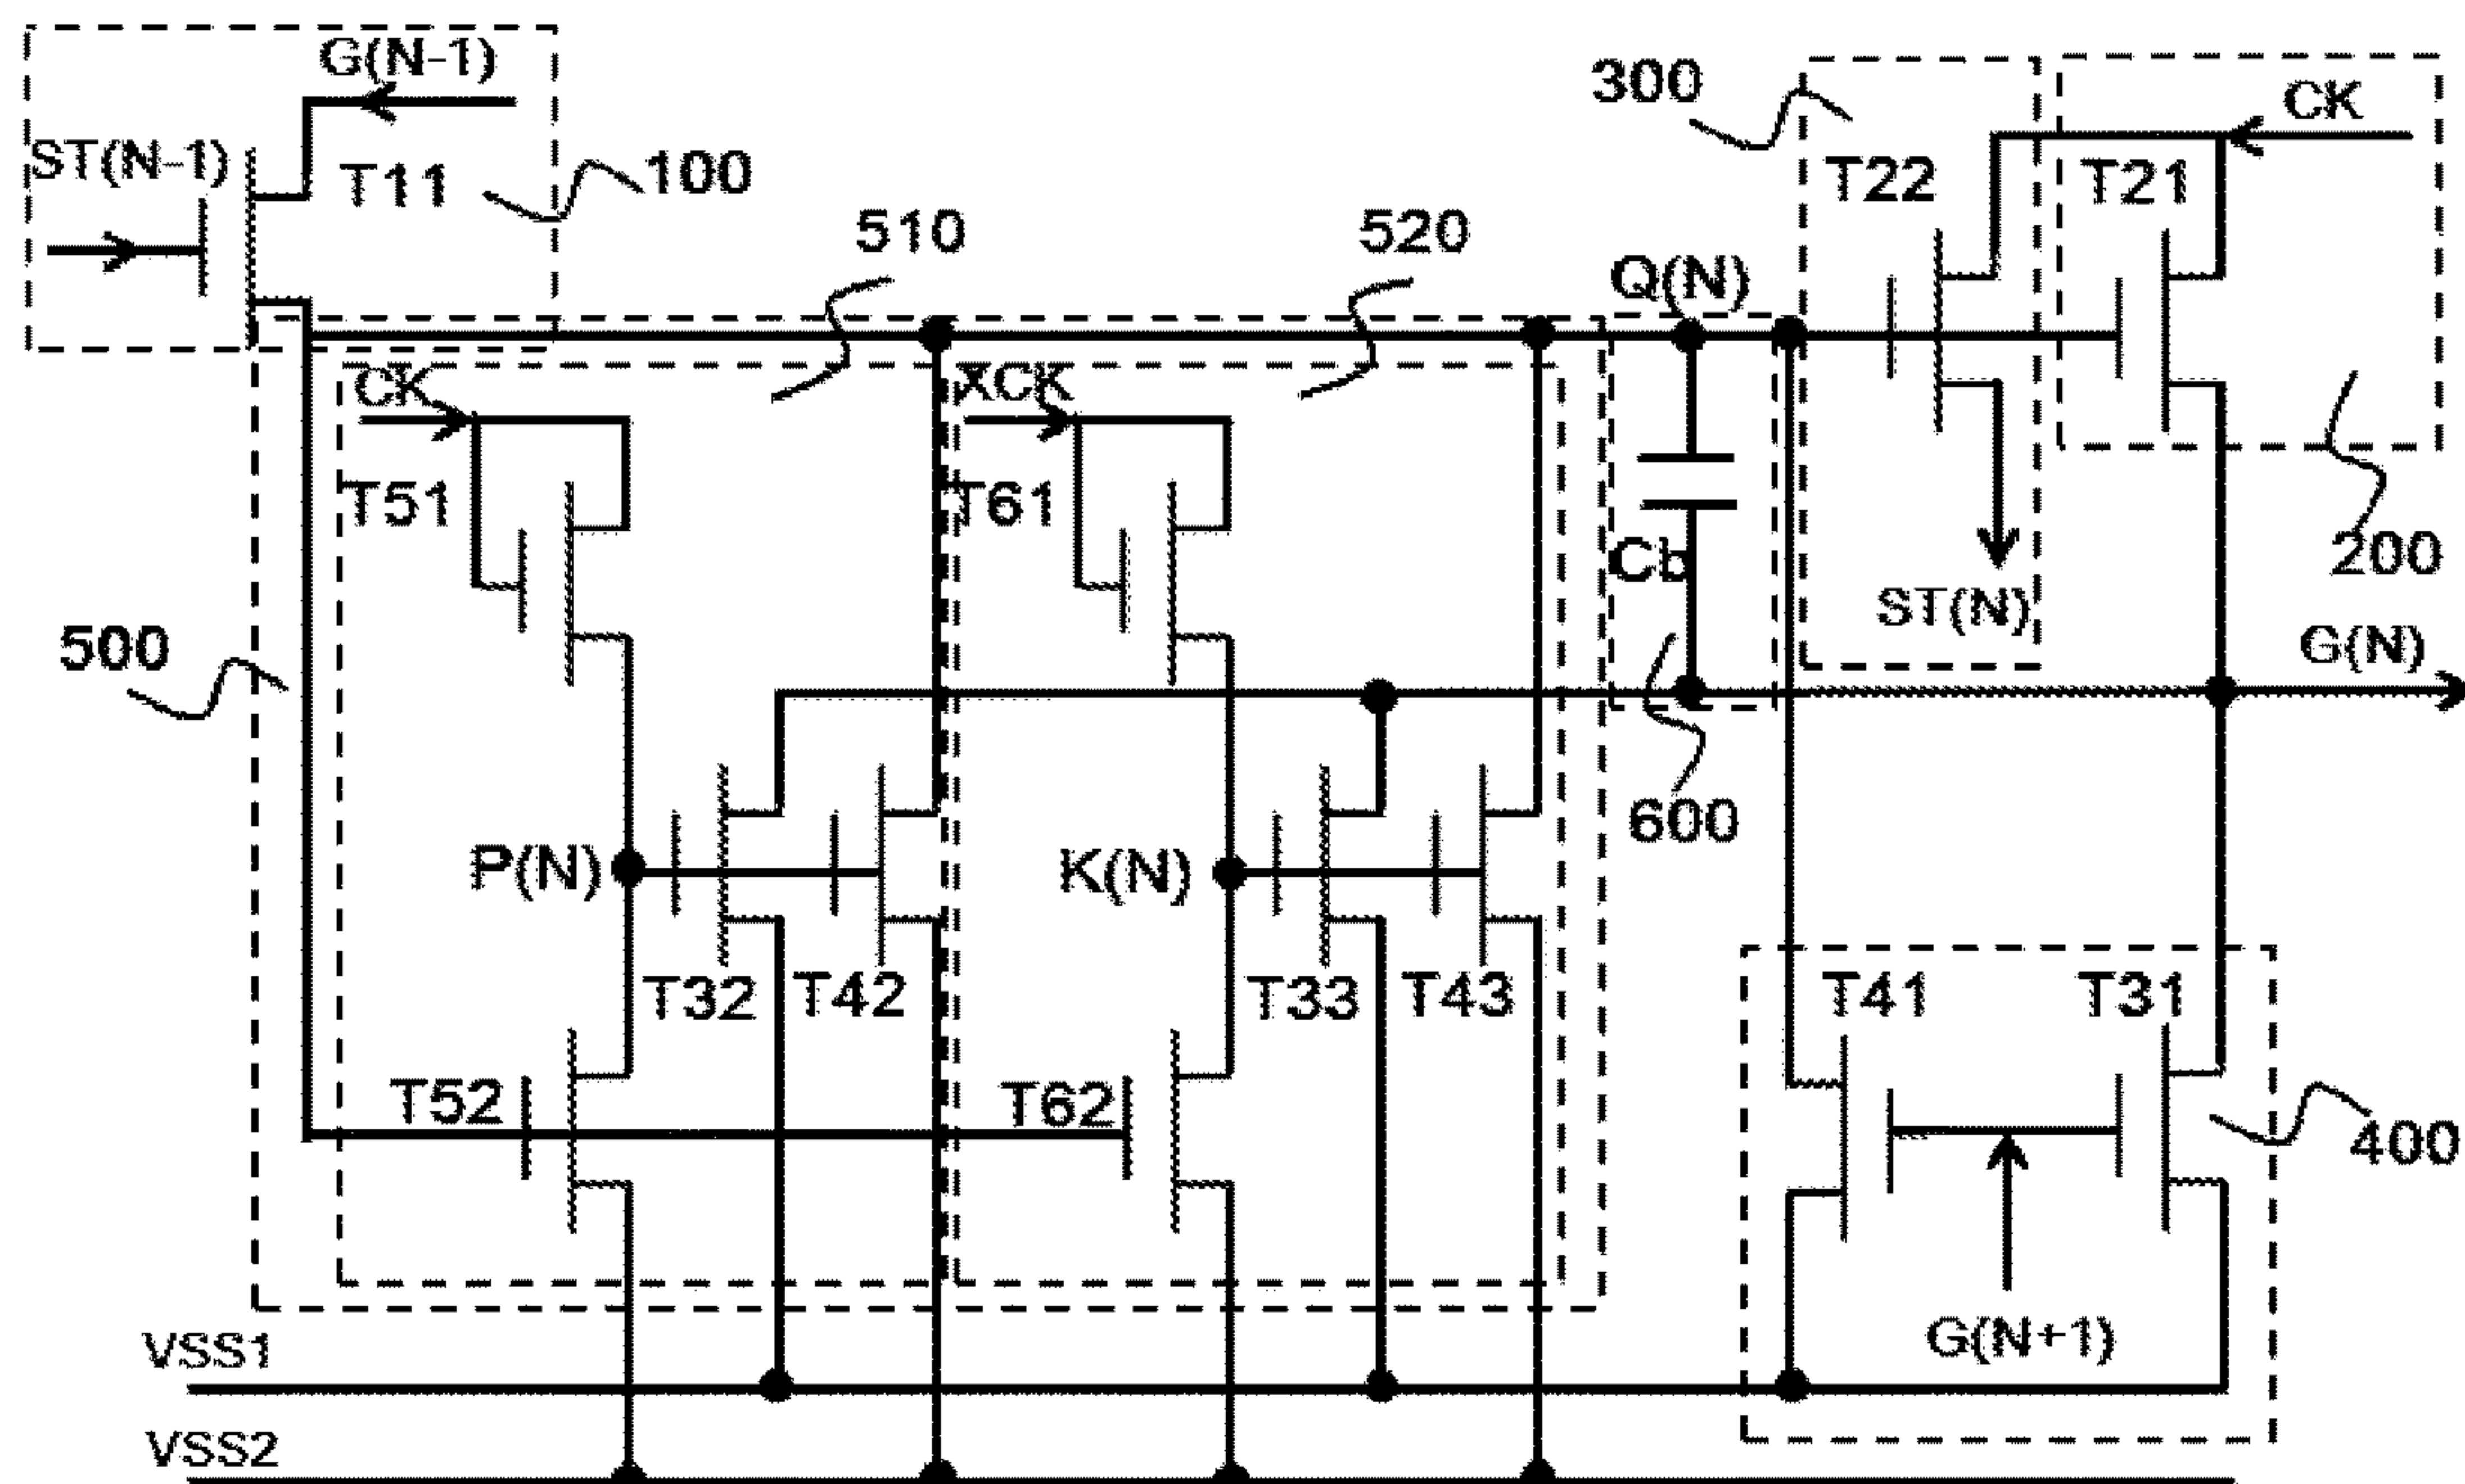 G(N-1)
ST(N-1)
T11
100
300
CK
T22
T21
510
520
Q(N)
CK
XCK
T51
T61
Cb
200
ST(N)
500
G(N)
600
P(N)
K(N)
T32
T42
T33
T43
T41
T31
T52
T62
400
G(N+1)
VSS1
VSS2